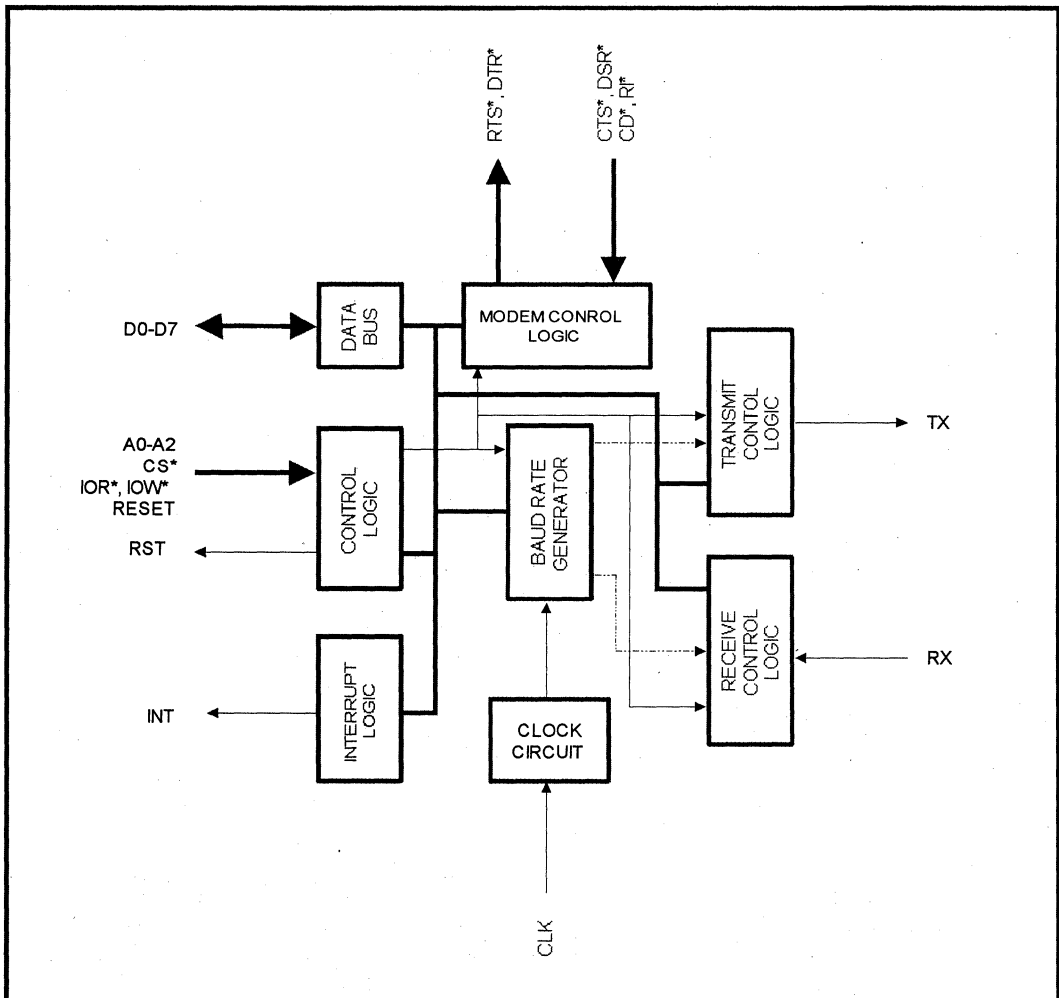 RTS*, DTR*
CTS*, DSR*
CD*, RI*
D0-D7
DATA
BUS
MODEM CONROL
LOGIC
TRANSMIT
CONTOL
LOGIC
TX
A0-A2
CS*
IOR*, IOW*
RESET
RST
CONTROL
LOGIC
BAUD RATE
GENERATOR
RECEIVE
CONTROL
LOGIC
RX
INT
INTERRUPT
LOGIC
CLOCK
CIRCUIT
CLK